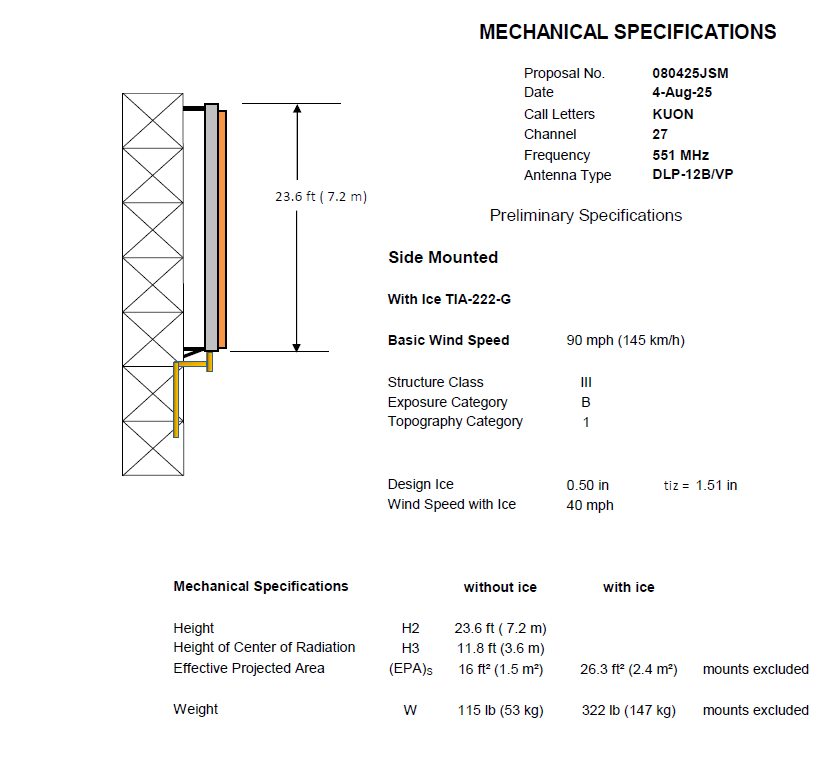 MECHANICAL SPECIFICATIONS
Proposal No. 080425JSM
Date 4-Aug-25
Call Letters KUON
Channel 27
Frequency 551 MHz
Antenna Type DLP-12B/VP
23.6 ft ( 7.2 m)
Preliminary Specifications
Side Mounted
With Ice TIA-222-G
Basic Wind Speed 90 mph (145 km/h)
Structure Class III
Exposure Category B
Topography Category 1
Design Ice 0.50 in tiz = 1.51 in
Wind Speed with Ice 40 mph
Mechanical Specifications without ice with ice
Height H2 23.6 ft ( 7.2 m)
Height of Center of Radiation H3 11.8 ft (3.6 m)
Effective Projected Area (EPA)S 16 ft² (1.5 m²) 26.3 ft² (2.4 m²) mounts excluded
Weight W 115 lb (53 kg) 322 lb (147 kg) mounts excluded